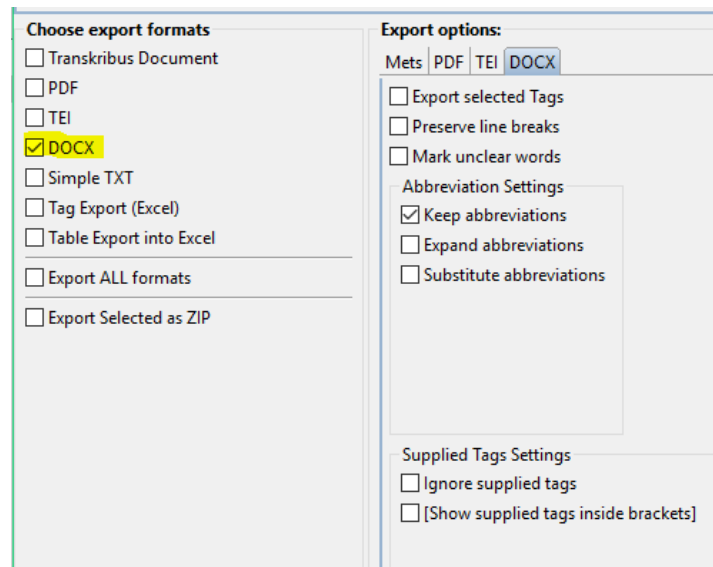 Choose export formats
Transkribus Document
PDF
TEI
DOCX
Simple TXT
Tag Export (Excel)
Table Export into Excel
Export ALL formats
Export Selected as ZIP
Export options:
Mets PDF TEI DOCX
Export selected Tags
Preserve line breaks
Mark unclear words
Abbreviation Settings
Keep abbreviations
Expand abbreviations
Substitute abbreviations
Supplied Tags Settings
Ignore supplied tags
[Show supplied tags inside brackets]